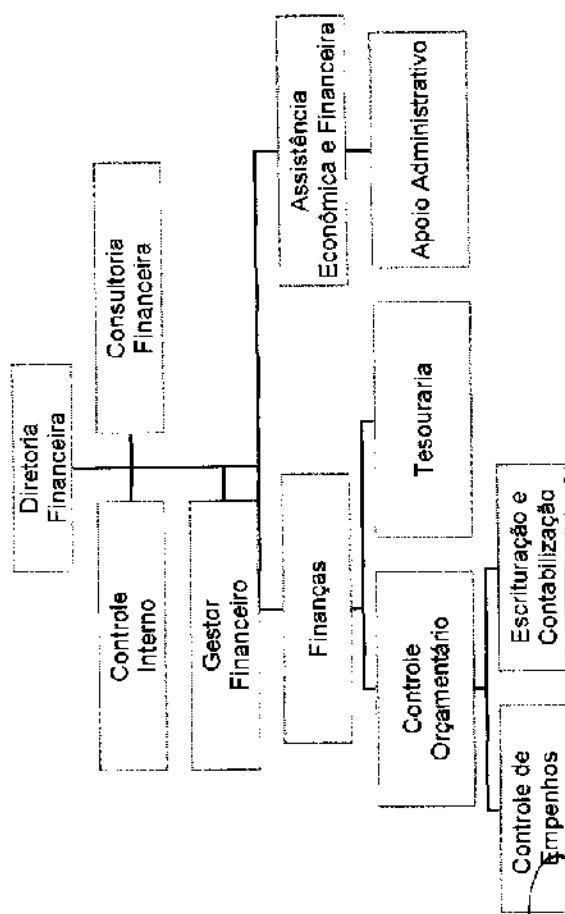 Diretoria
Financeira
Controle
Interno
Consultoria
Financeira
Gestor
Financeiro
Finanças
Assistência
Econômica e Financeira
Controle
Orçamentário
Tesouraria
Apoio Administrativo
Controle de
Empenhos
Escrituração e
Contabilização